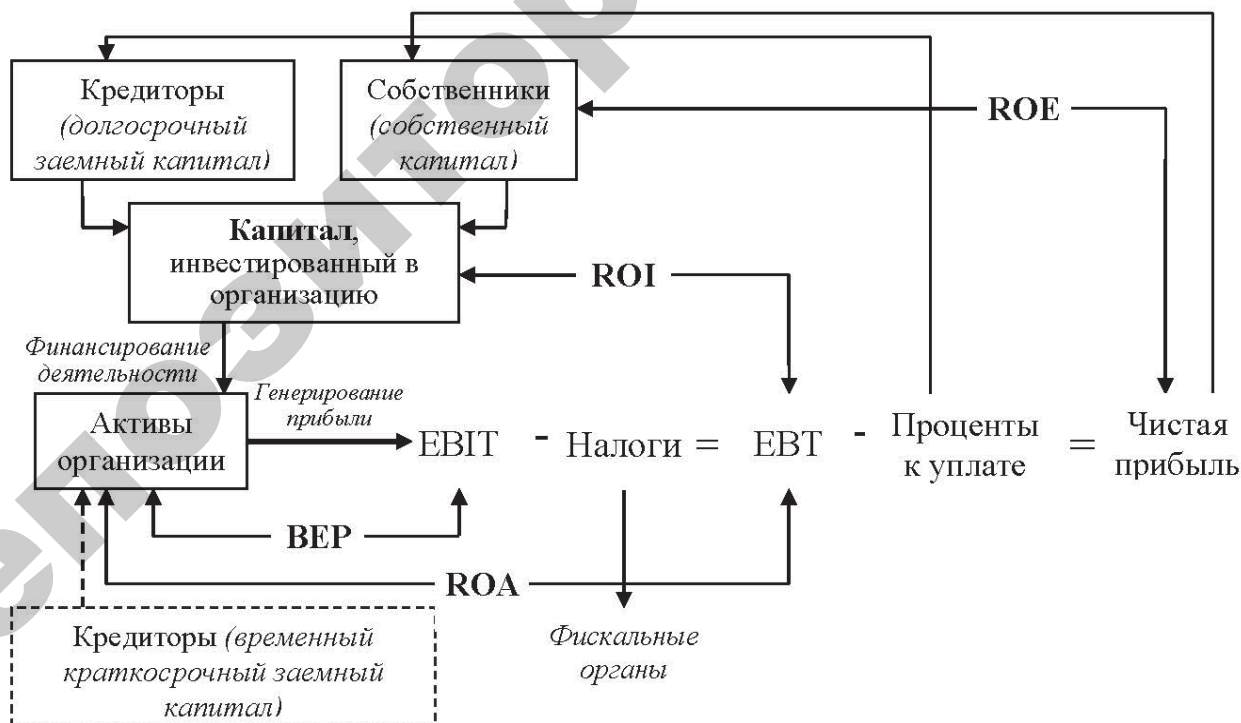 Кредиторы
(долгосрочный
заемный капитал)
Собственники
(собственный
капитал)
ROE
Капитал,
инвестированный в
организацию
ROI
Финансирование
деятельности
Генерирование
прибыли
Активы
организации
EBIT - Налоги = EBT - Проценты
к уплате
= Чистая
прибыль
BEP
ROA
Кредиторы (временный
краткосрочный заемный
капитал)
Фискальные
органы
епозитор